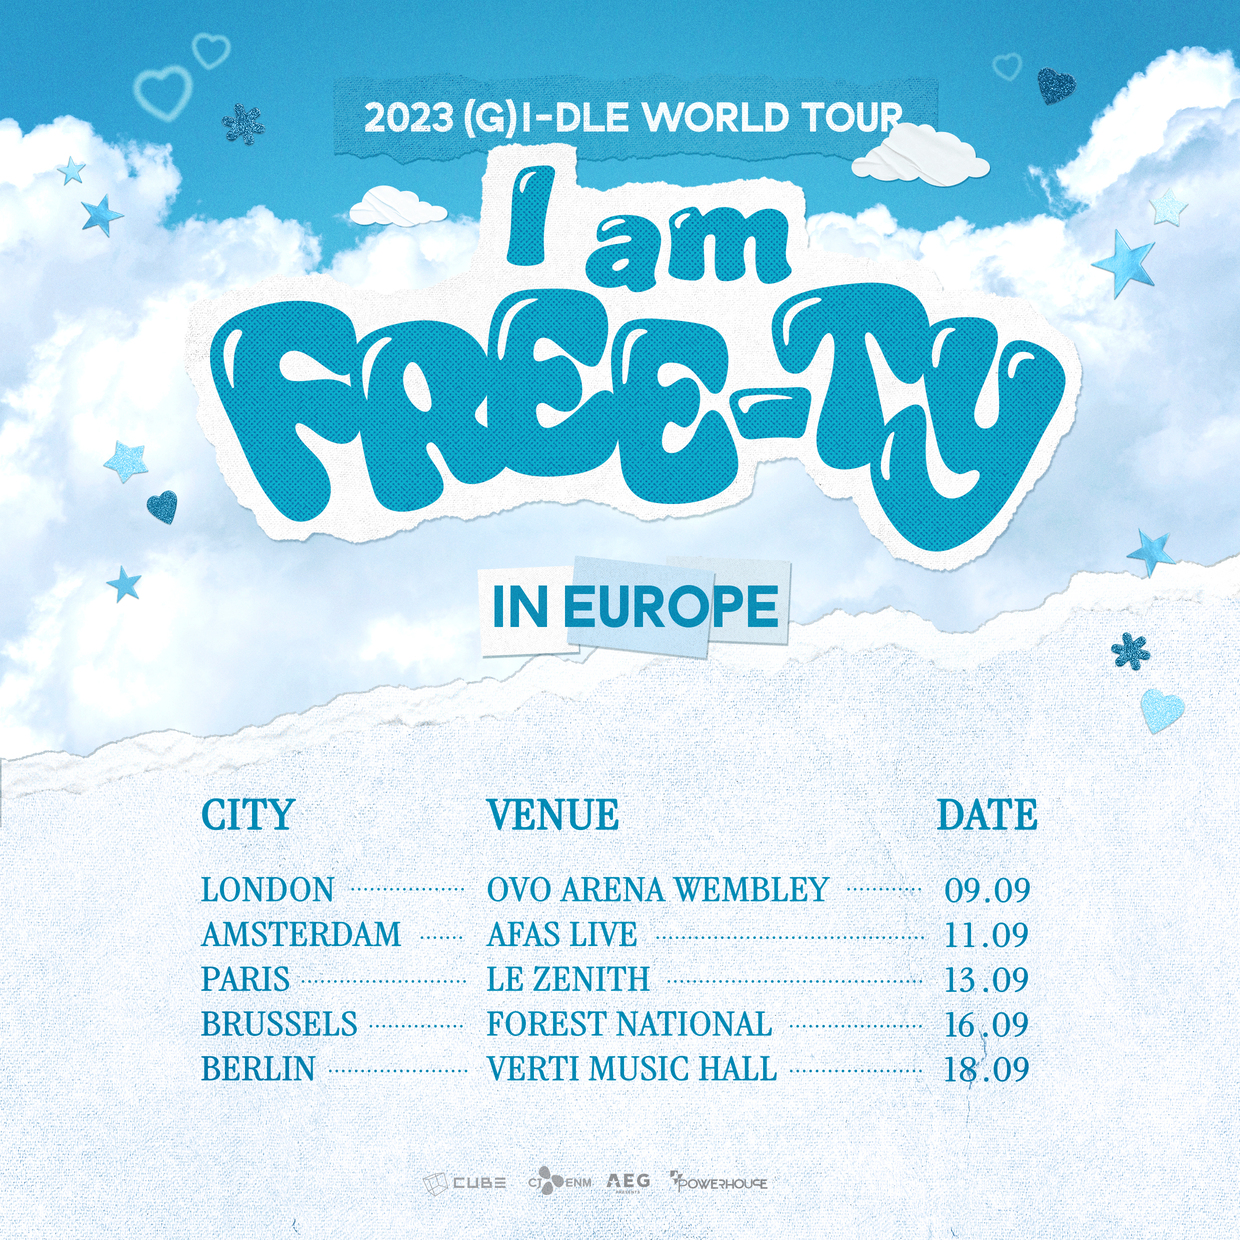 2023 (G)I-DLE WORLD TOUR
I am
FREE-TY
IN EUROPE
CITY VENUE DATE
LONDON OVO ARENA WEMBLEY 09.09
AMSTERDAM AFAS LIVE 11.09
PARIS LE ZENITH 13.09
BRUSSELS FOREST NATIONAL 16.09
BERLIN VERTI MUSIC HALL 18.09
CUBE CJ ENM AEG PRESENTS POWERHOUSE